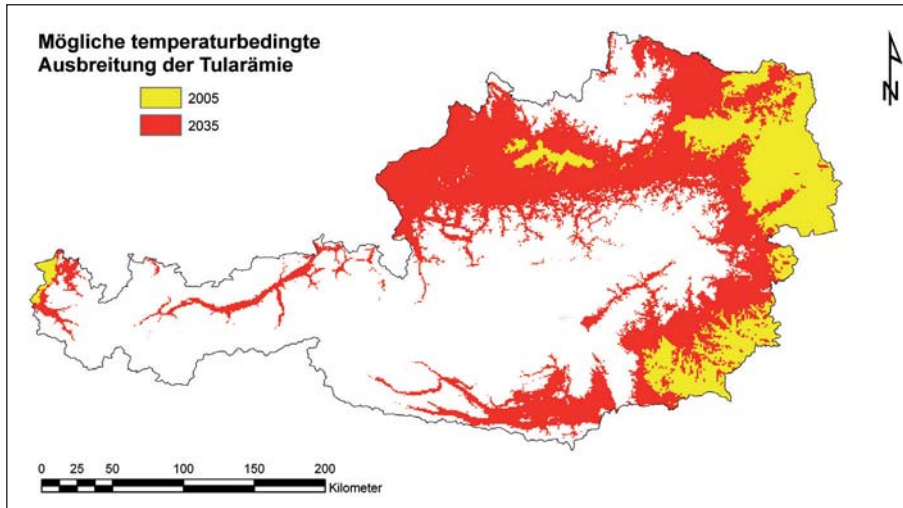 Mögliche temperaturbedingte
Ausbreitung der Tularämie
2005
2035
N
0 25 50 100 150 200
Kilometer